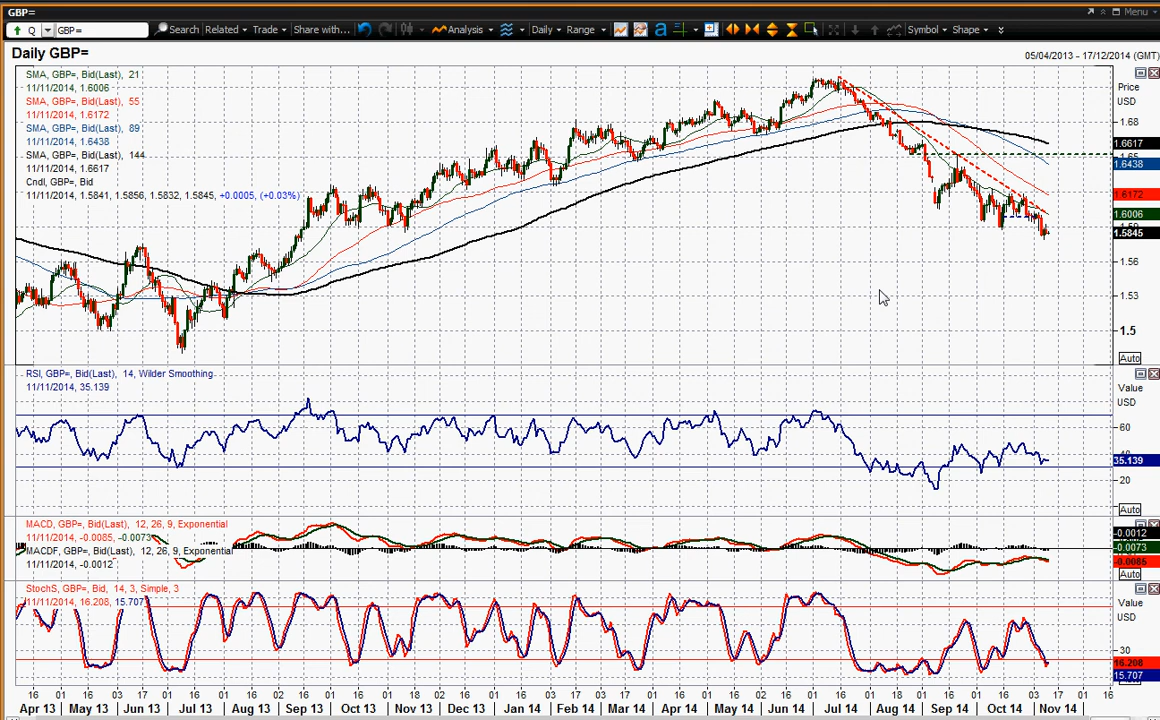 GBP=
Menu
Q GBP= Search Related Trade Share with... Analysis Daily Range Symbol Shape
Daily GBP=
05/04/2013 - 17/12/2014 (GMT)
SMA, GBP=, Bid(Last), 21
11/11/2014, 1.6006
SMA, GBP=, Bid(Last), 55
11/11/2014, 1.6172
SMA, GBP=, Bid(Last), 89
11/11/2014, 1.6438
SMA, GBP=, Bid(Last), 144
11/11/2014, 1.6617
Cndl, GBP=, Bid
11/11/2014, 1.5841, 1.5856, 1.5832, 1.5845, +0.0005, (+0.03%)
Price
USD
1.68
1.6617
1.65
1.6438
1.6172
1.6006
1.59
1.5845
1.56
1.53
1.5
Auto
RSI, GBP=, Bid(Last), 14, Wilder Smoothing
11/11/2014, 35.139
Value
USD
60
40
35.139
20
Auto
MACD, GBP=, Bid(Last), 12, 26, 9, Exponential
11/11/2014, -0.0085, -0.0073
MACDF, GBP=, Bid(Last), 12, 26, 9, Exponential
11/11/2014, -0.0012
-0.0012
-0.0073
-0.0085
Auto
StochS, GBP=, Bid, 14, 3, Simple, 3
11/11/2014, 16.208, 15.707
Value
USD
30
16.208
15.707
16 01 16 03 17 01 16 01 16 02 16 01 16 01 18 02 16 01 16 03 17 03 17 01 16 01 16 02 16 01 16 01 18 01 16 01 16 03 17 01 16
Apr 13 May 13 Jun 13 Jul 13 Aug 13 Sep 13 Oct 13 Nov 13 Dec 13 Jan 14 Feb 14 Mar 14 Apr 14 May 14 Jun 14 Jul 14 Aug 14 Sep 14 Oct 14 Nov 14